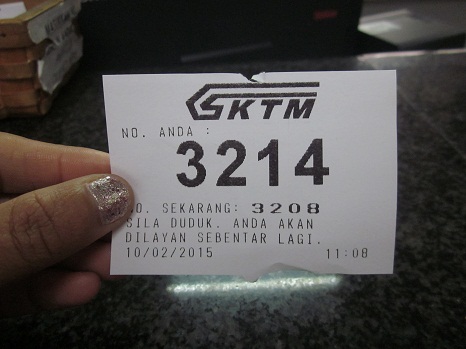 KTM
NO. ANDA :
3214
NO. SEKARANG: 3208
SILA DUDUK. ANDA AKAN
DILAYAN SEBENTAR LAGI.
10/02/2015 11:08